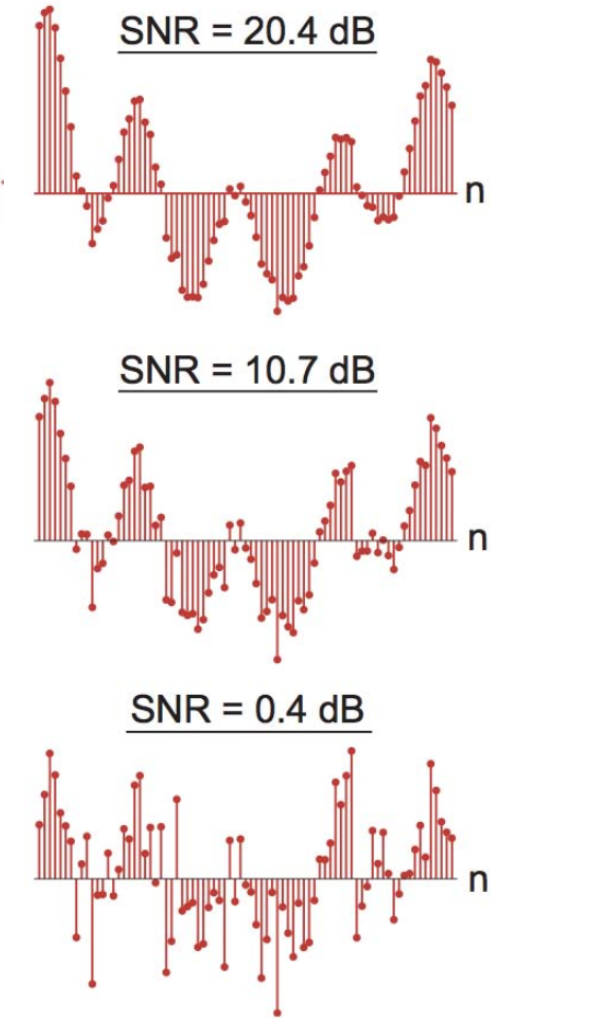 SNR = 20.4 dB
n
SNR = 10.7 dB
n
SNR = 0.4 dB
n